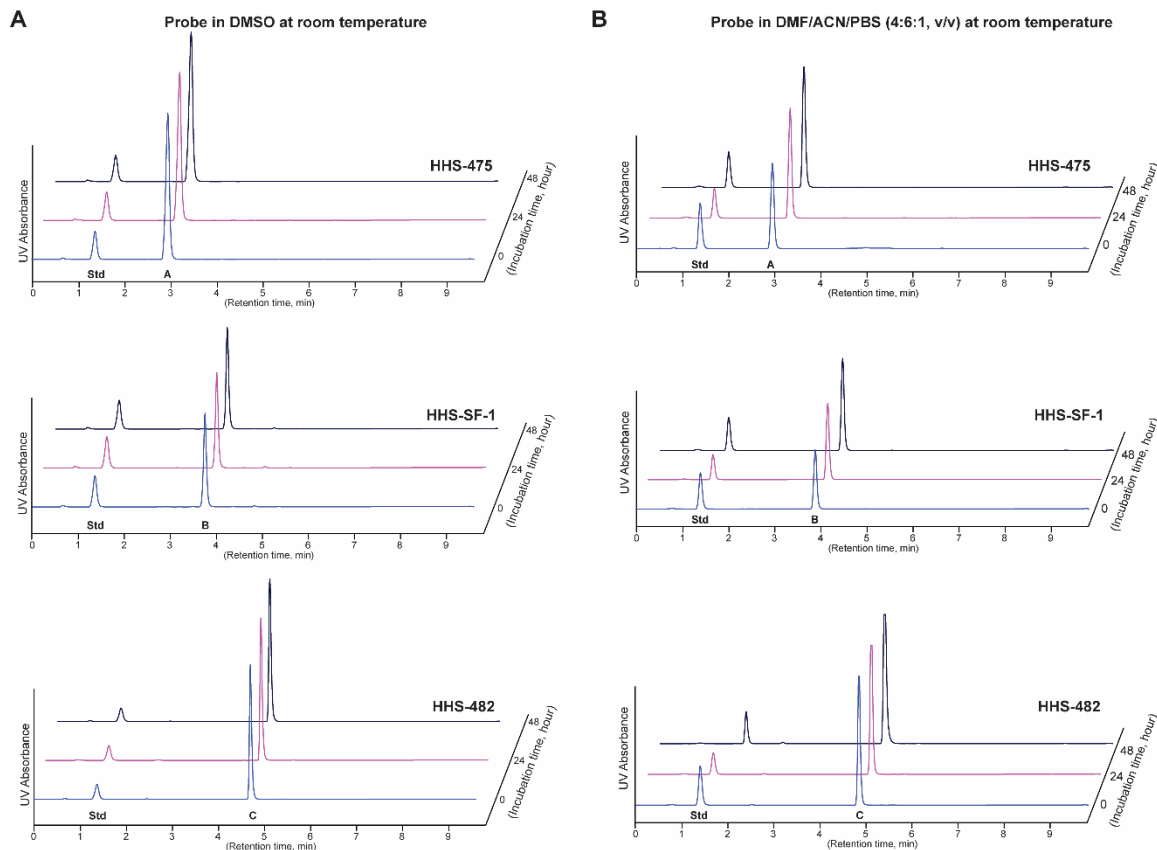 A
Probe in DMSO at room temperature
HHS-475
UV Absorbance
48
24
0
(Incubation time, hour)
Std
A
0 1 2 3 4 5 6 7 8 9
(Retention time, min)
HHS-SF-1
UV Absorbance
48
24
0
(Incubation time, hour)
Std
B
0 1 2 3 4 5 6 7 8 9
(Retention time, min)
HHS-482
UV Absorbance
48
24
0
(Incubation time, hour)
Std
C
0 1 2 3 4 5 6 7 8 9
(Retention time, min)
B
Probe in DMF/ACN/PBS (4:6:1, v/v) at room temperature
HHS-475
UV Absorbance
48
24
0
(Incubation time, hour)
Std
A
0 1 2 3 4 5 6 7 8 9
(Retention time, min)
HHS-SF-1
UV Absorbance
48
24
0
(Incubation time, hour)
Std
B
0 1 2 3 4 5 6 7 8 9
(Retention time, min)
HHS-482
UV Absorbance
48
24
0
(Incubation time, hour)
Std
C
0 1 2 3 4 5 6 7 8 9
(Retention time, min)